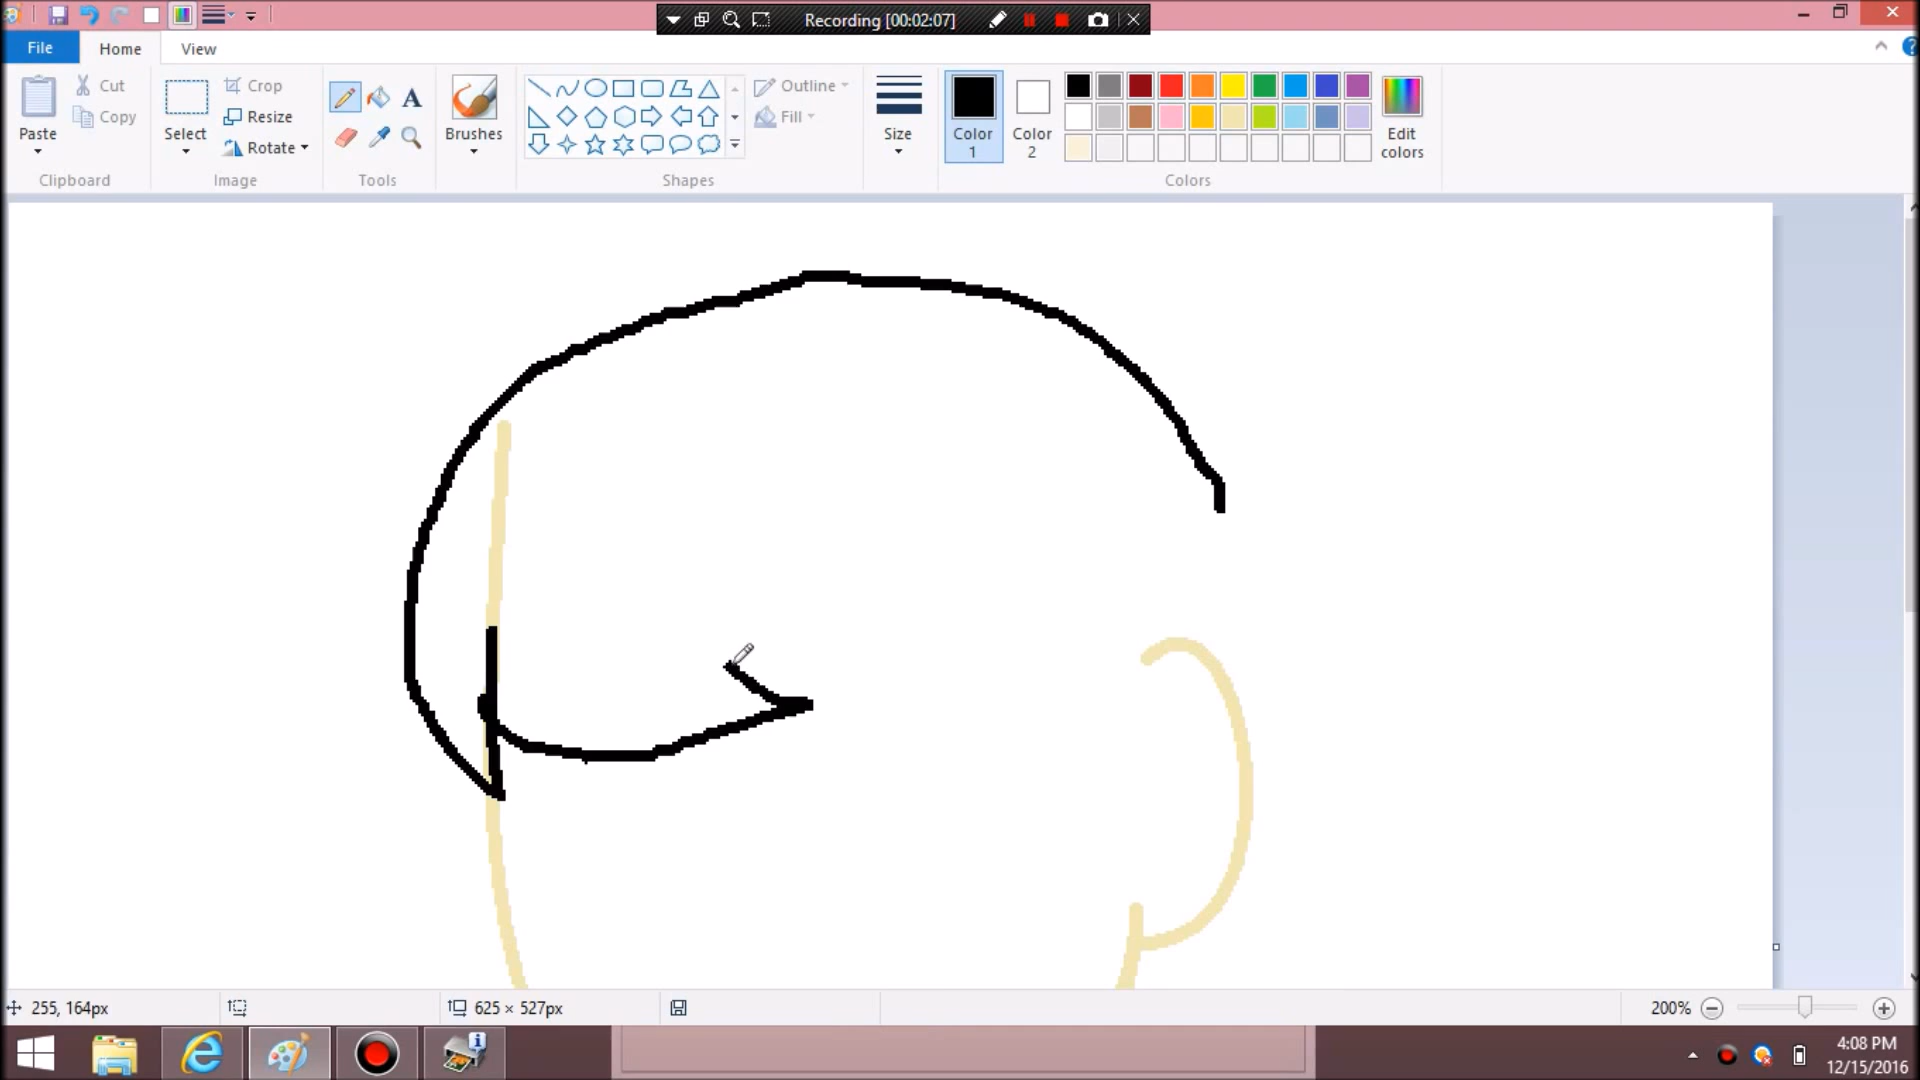 Recording [00:02:07]
File Home View
Cut
Copy
Paste
Clipboard
Select
Crop
Resize
Rotate
Image
A
Tools
Brushes
Shapes
Outline
Fill
Size
Color 1
Color 2
Edit colors
Colors
255, 164px
625 × 527px
200%
4:08 PM
12/15/2016